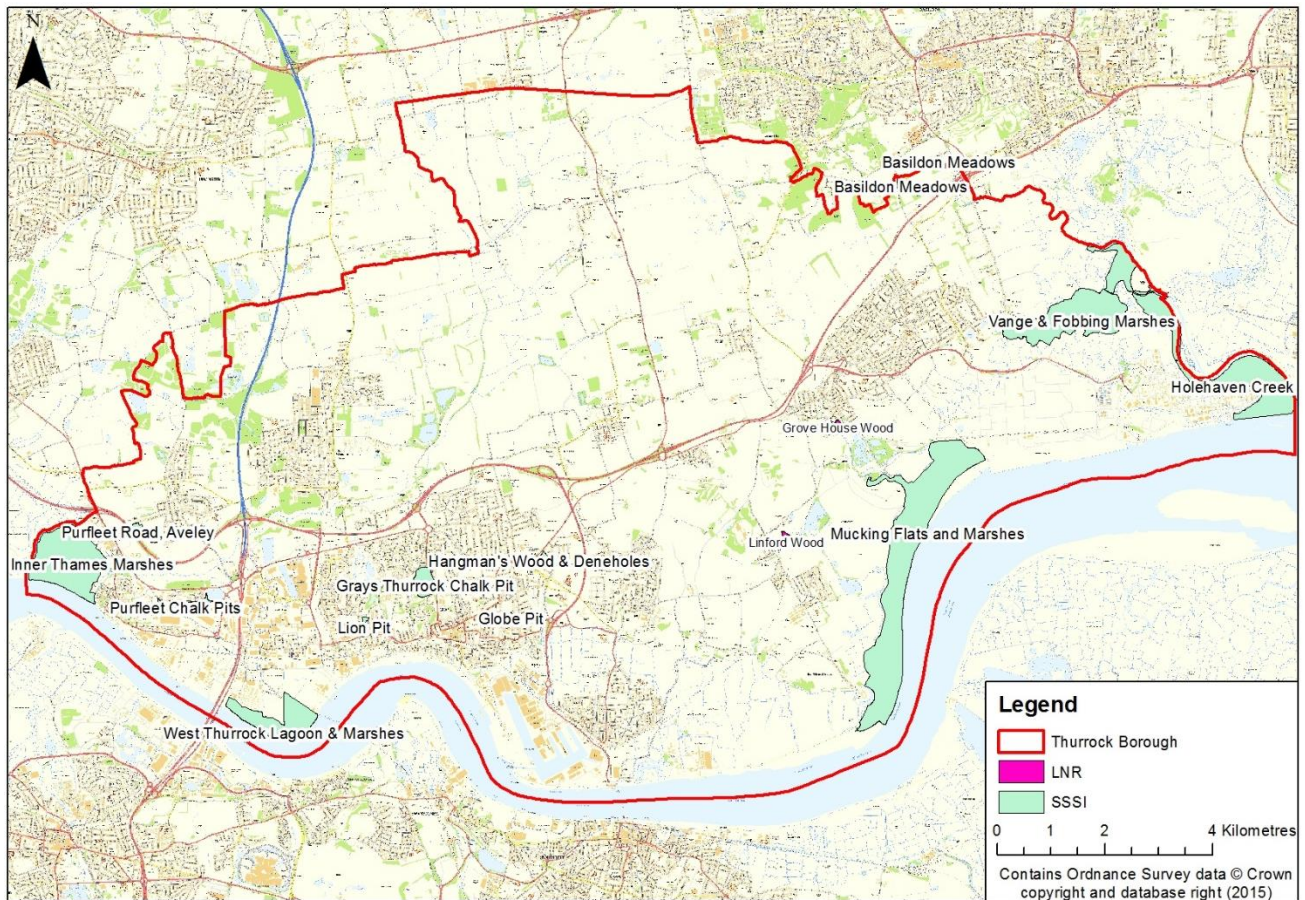 N
Basildon Meadows
Basildon Meadows
Vange & Fobbing Marshes
Holehaven Creek
Grove House Wood
Purfleet Road, Aveley
Mucking Flats and Marshes
Linford Wood
Inner Thames Marshes
Hangman's Wood & Deneholes
Grays Thurrock Chalk Pit
Purfleet Chalk Pits
Globe Pit
Lion Pit
West Thurrock Lagoon & Marshes
Legend
Thurrock Borough
LNR
SSSI
0 1 2 4 Kilometres
Contains Ordnance Survey data © Crown
copyright and database right (2015)